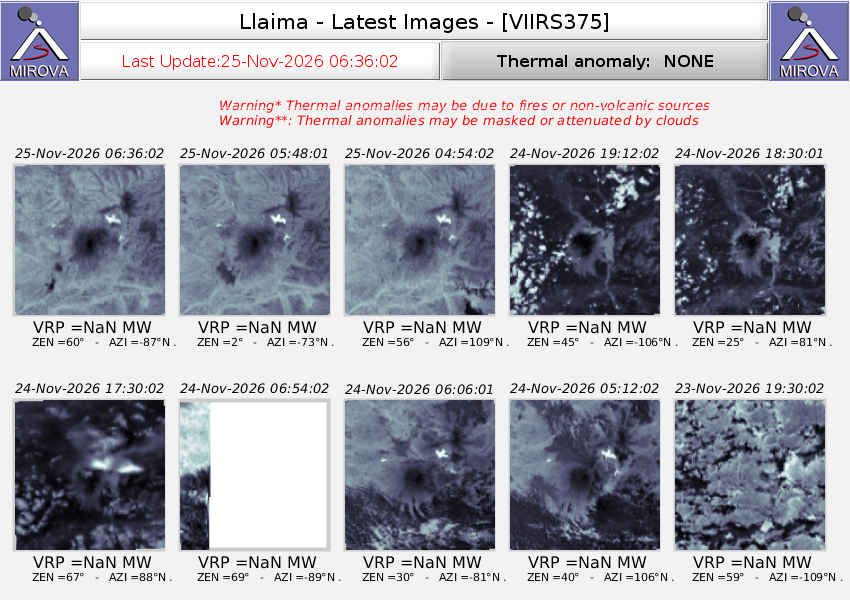 Llaima - Latest Images - [VIIRS375]
MIROVA
Last Update:25-Nov-2026 06:36:02
Thermal anomaly: NONE
MIROVA
Warning* Thermal anomalies may be due to fires or non-volcanic sources
Warning**: Thermal anomalies may be masked or attenuated by clouds
25-Nov-2026 06:36:02 25-Nov-2026 05:48:01 25-Nov-2026 04:54:02 24-Nov-2026 19:12:02 24-Nov-2026 18:30:01
VRP =NaN MW VRP =NaN MW VRP =NaN MW VRP =NaN MW VRP =NaN MW
ZEN =60° - AZI =-87°N . ZEN =2° - AZI =-73°N . ZEN =56° - AZI =109°N . ZEN =45° - AZI =-106°N . ZEN =25° - AZI =81°N .
24-Nov-2026 17:30:02 24-Nov-2026 06:54:02 24-Nov-2026 06:06:01 24-Nov-2026 05:12:02 23-Nov-2026 19:30:02
VRP =NaN MW VRP =NaN MW VRP =NaN MW VRP =NaN MW VRP =NaN MW
ZEN =67° - AZI =88°N . ZEN =69° - AZI =-89°N . ZEN =30° - AZI =-81°N . ZEN =40° - AZI =106°N . ZEN =59° - AZI =-109°N .